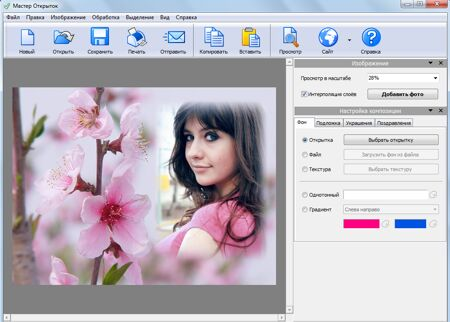 Мастер Открыток
Файл Правка Изображение Обработка Выделение Вид Справка
Новый Открыть Сохранить Печать Отправить Копировать Вставить Просмотр Сайт Справка
Изображение
Просмотр в масштабе 28%
Интерполяция слоёв Добавить фото
Настройка композиции
Фон Подложка Украшения Поздравления
Открытка Выбрать открытку
Файл Загрузить фон из файла
Текстура Выбрать текстуру
Однотонный
Градиент Слева направо